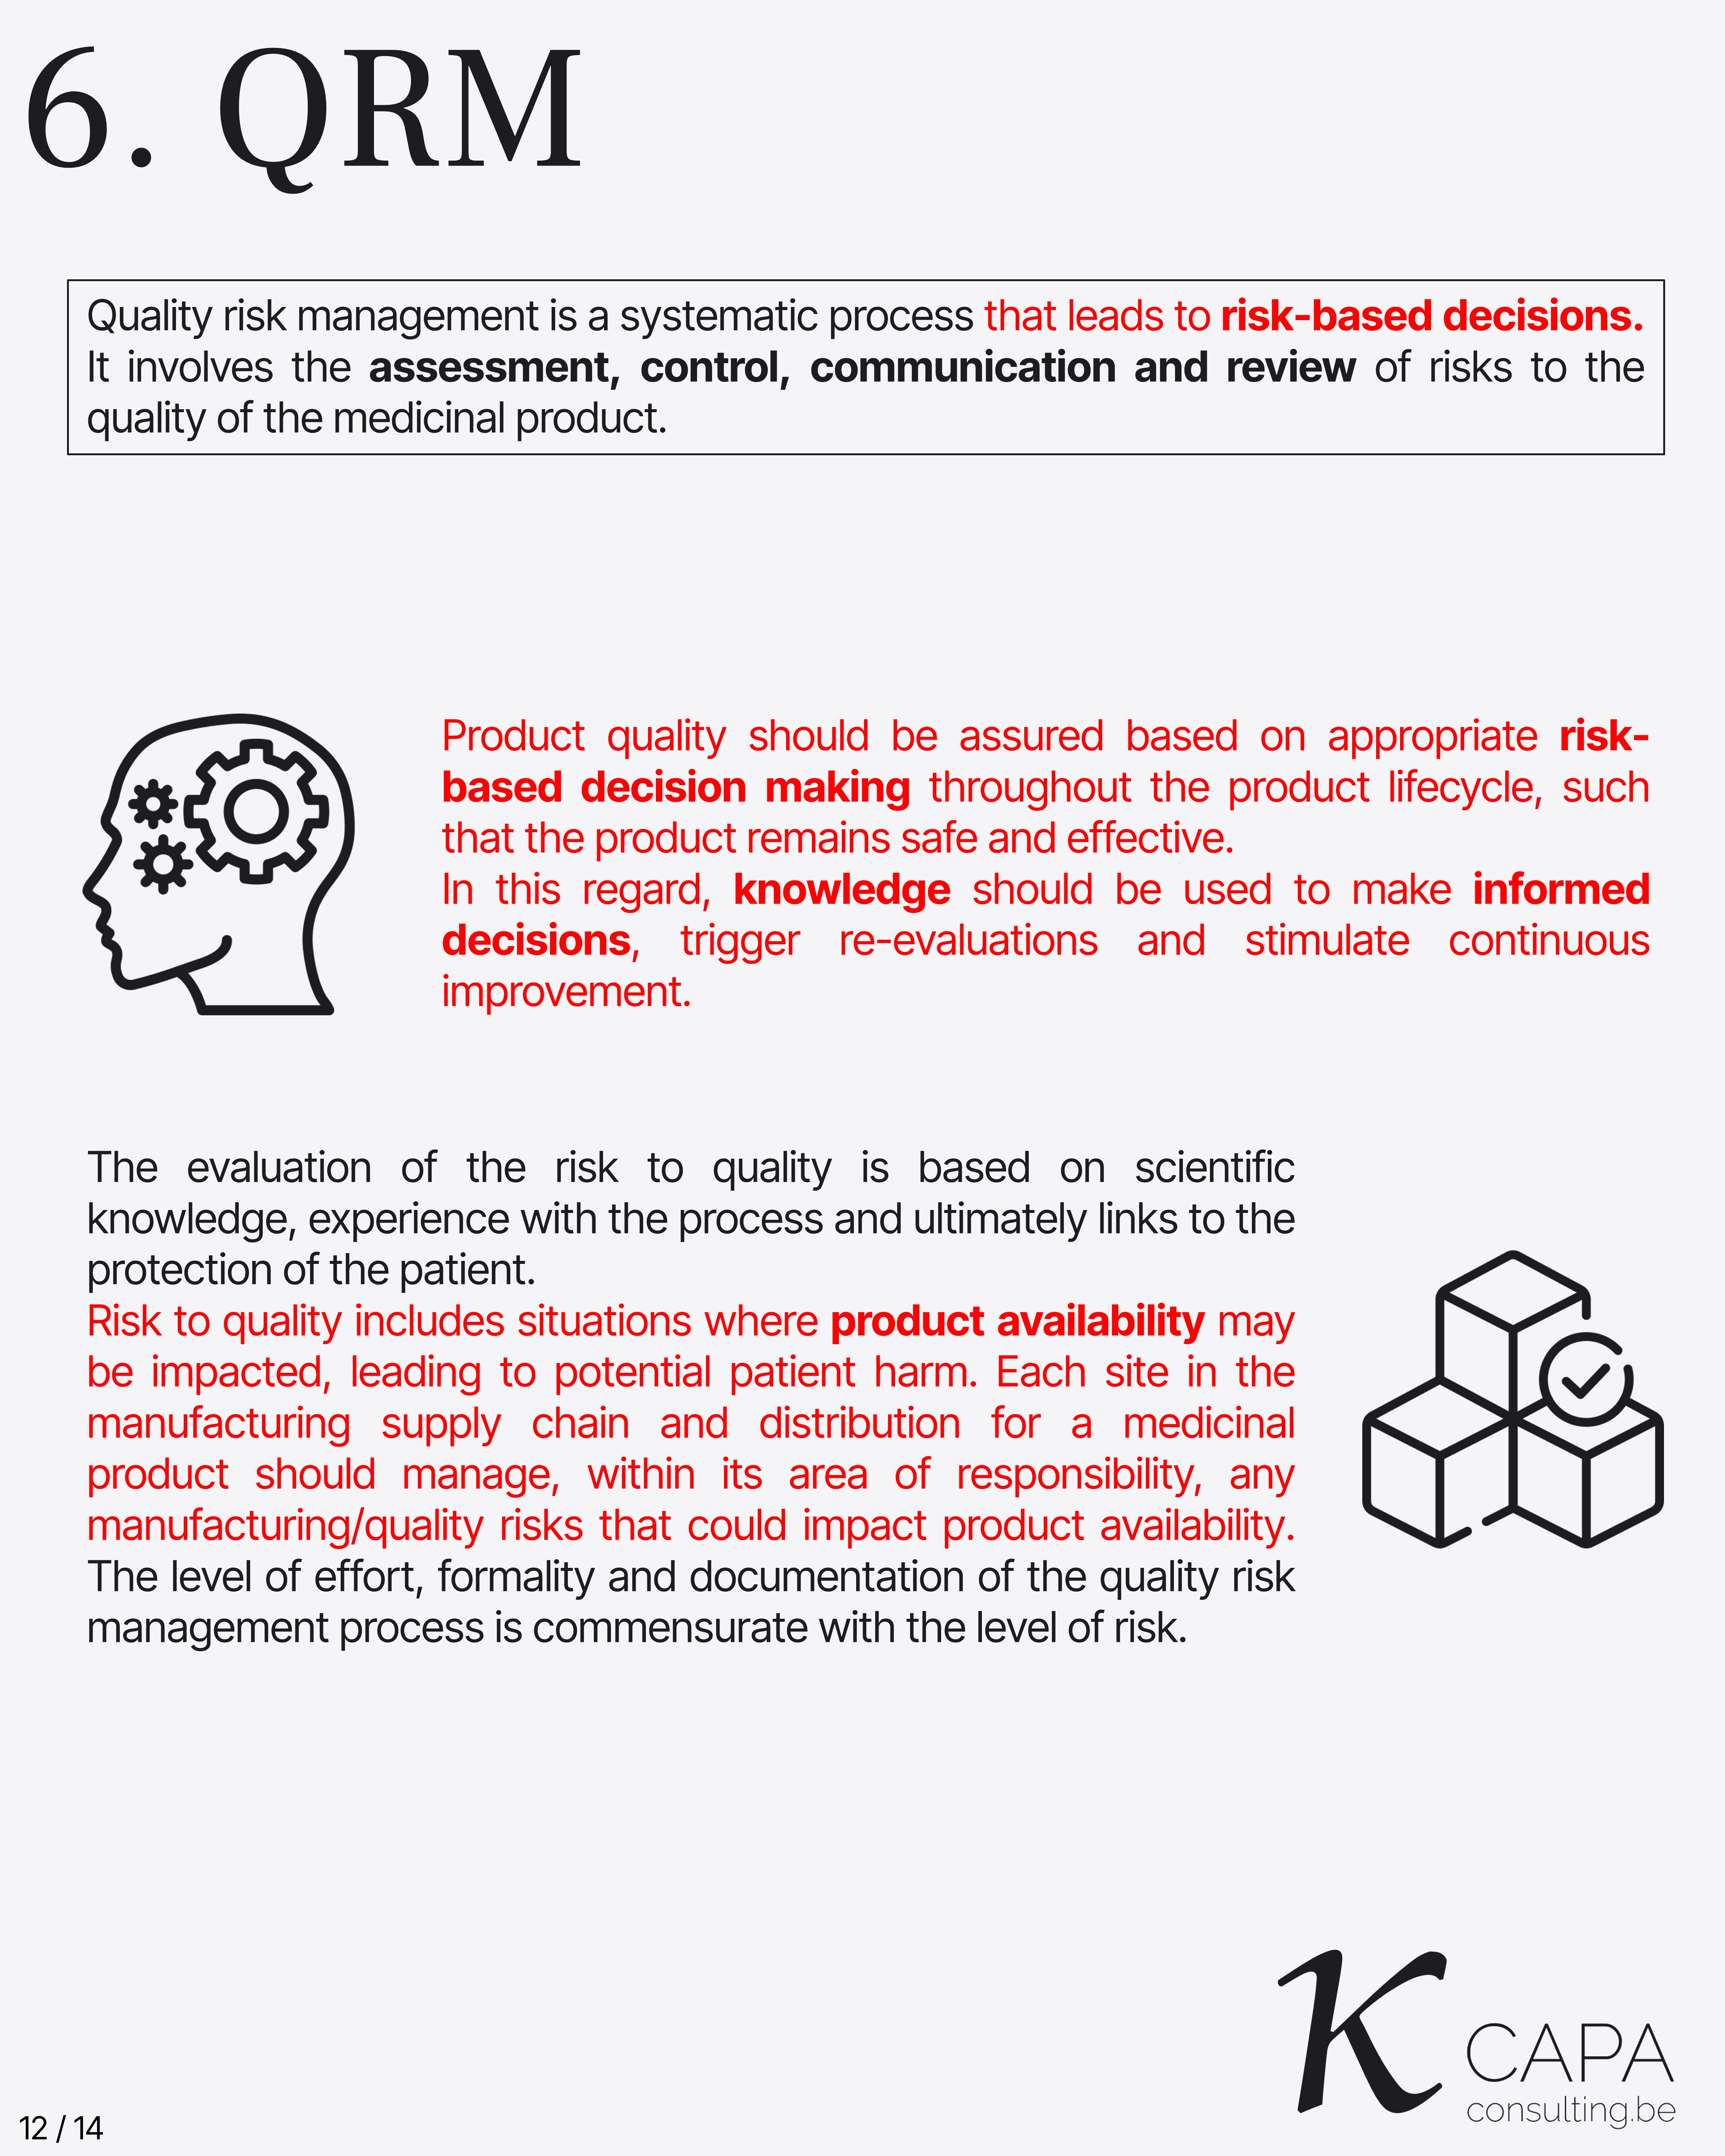 6. QRM
Quality risk management is a systematic process that leads to risk-based decisions.
It involves the assessment, control, communication and review of risks to the
quality of the medicinal product.
Product quality should be assured based on appropriate risk-
based decision making throughout the product lifecycle, such
that the product remains safe and effective.
In this regard, knowledge should be used to make informed
decisions, trigger re-evaluations and stimulate continuous
improvement.
The evaluation of the risk to quality is based on scientific
knowledge, experience with the process and ultimately links to the
protection of the patient.
Risk to quality includes situations where product availability may
be impacted, leading to potential patient harm. Each site in the
manufacturing supply chain and distribution for a medicinal
product should manage, within its area of responsibility, any
manufacturing/quality risks that could impact product availability.
The level of effort, formality and documentation of the quality risk
management process is commensurate with the level of risk.
K CAPA
consulting.be
12 / 14